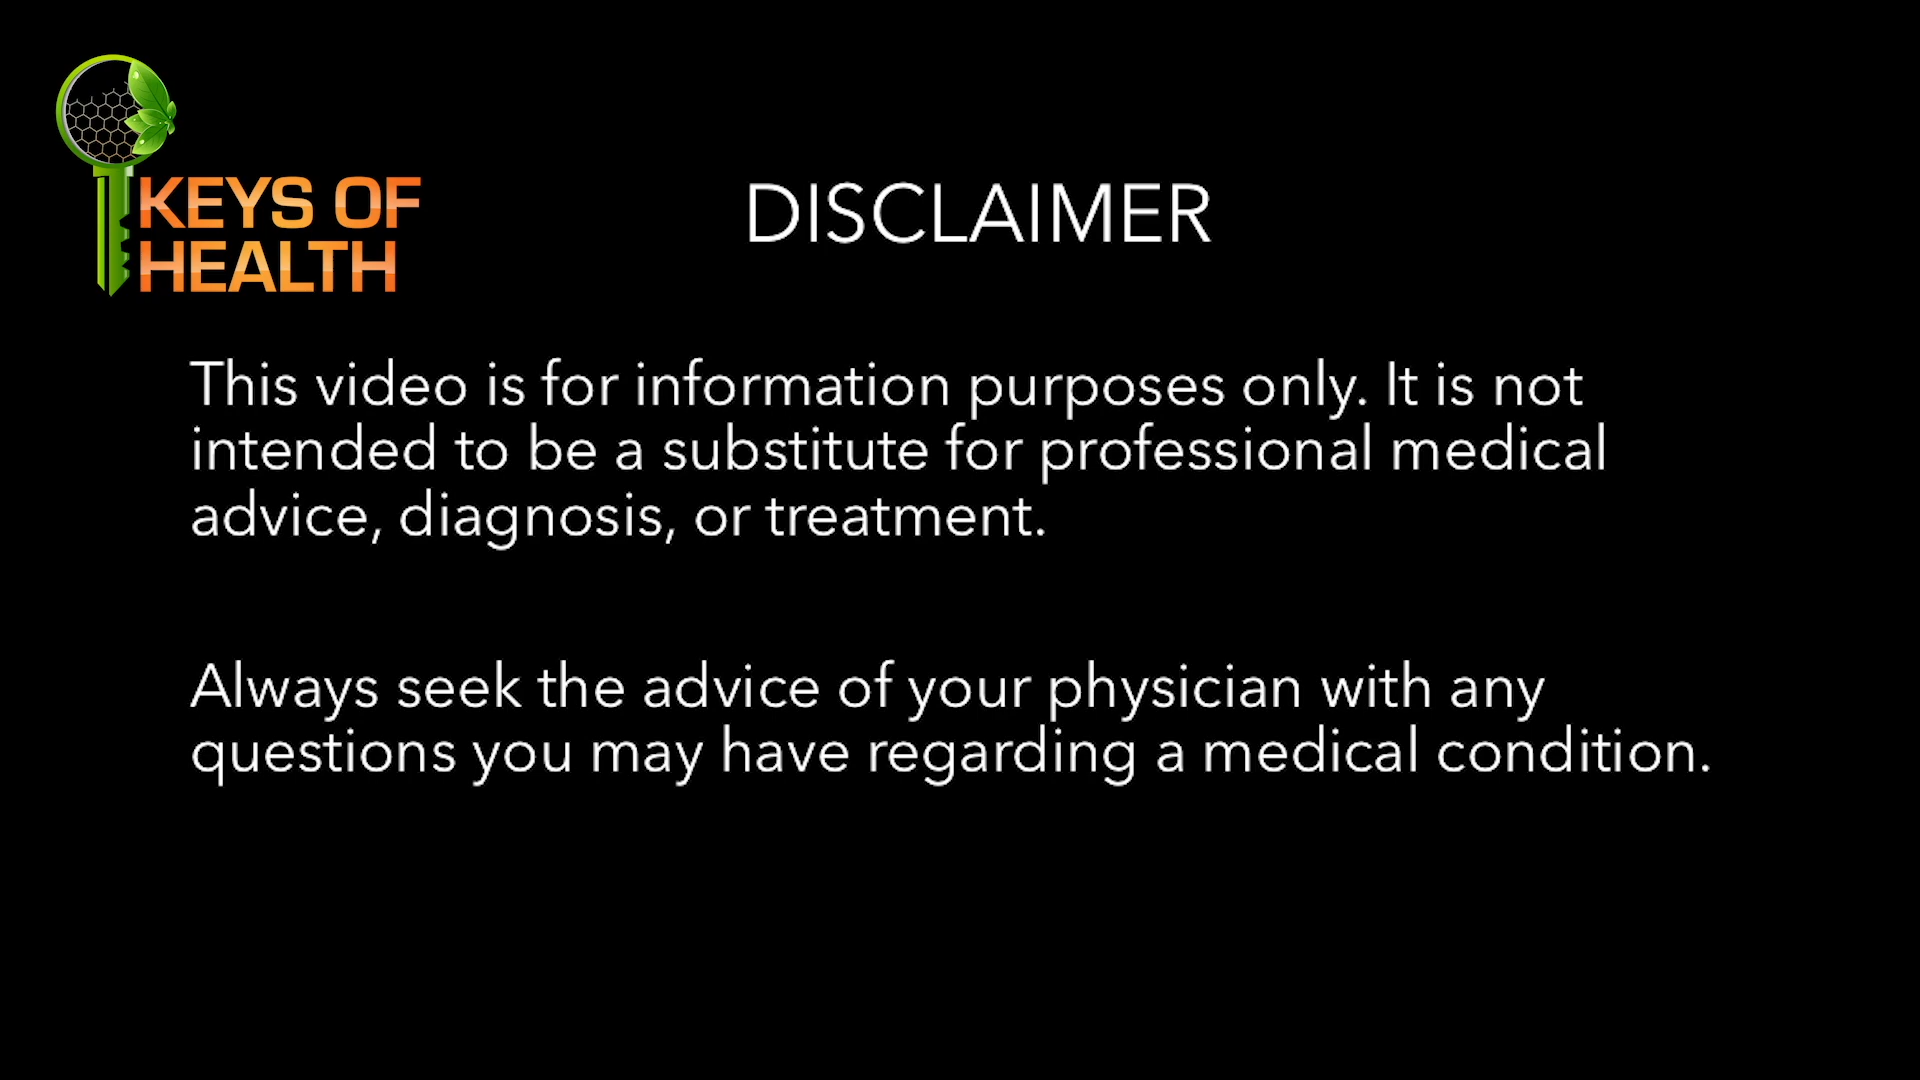 KEYS OF
HEALTH
DISCLAIMER
This video is for information purposes only. It is not
intended to be a substitute for professional medical
advice, diagnosis, or treatment.
Always seek the advice of your physician with any
questions you may have regarding a medical condition.